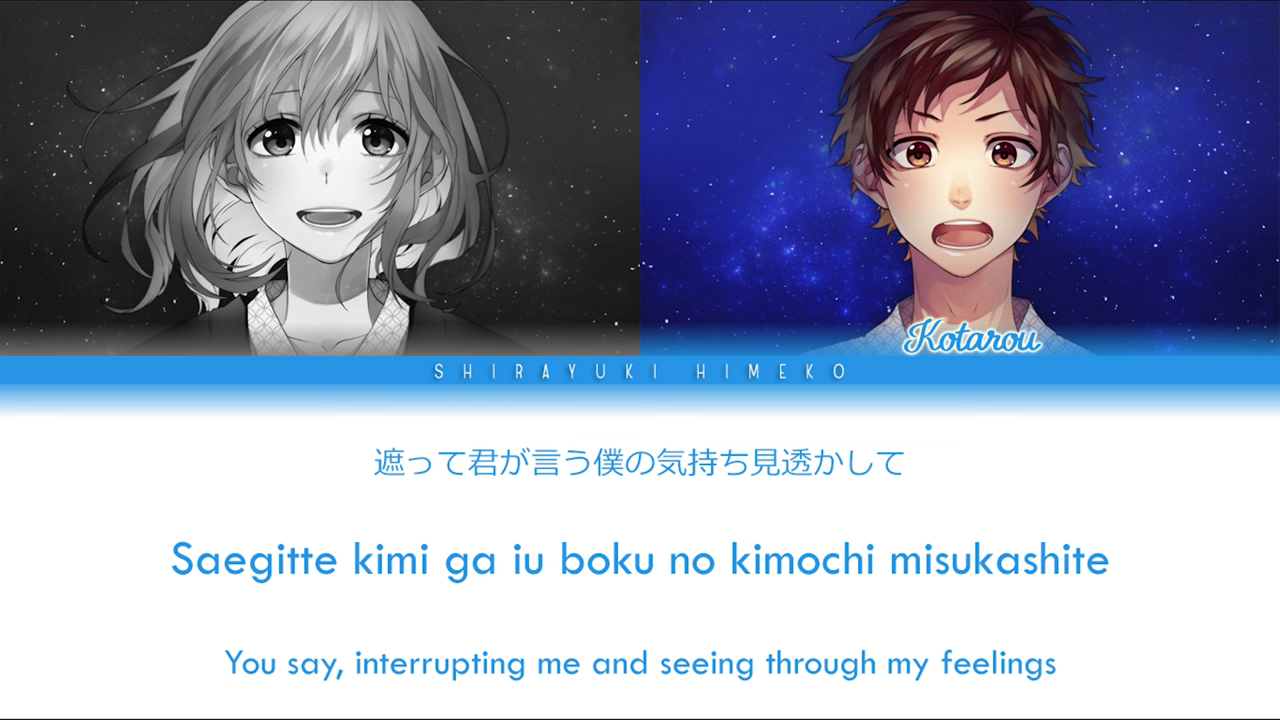 Kotarou
SHIRAYUKI HIMEKO
遮って君が言う僕の気持ち見透かして
Saegitte kimi ga iu boku no kimochi misukashite
You say, interrupting me and seeing through my feelings